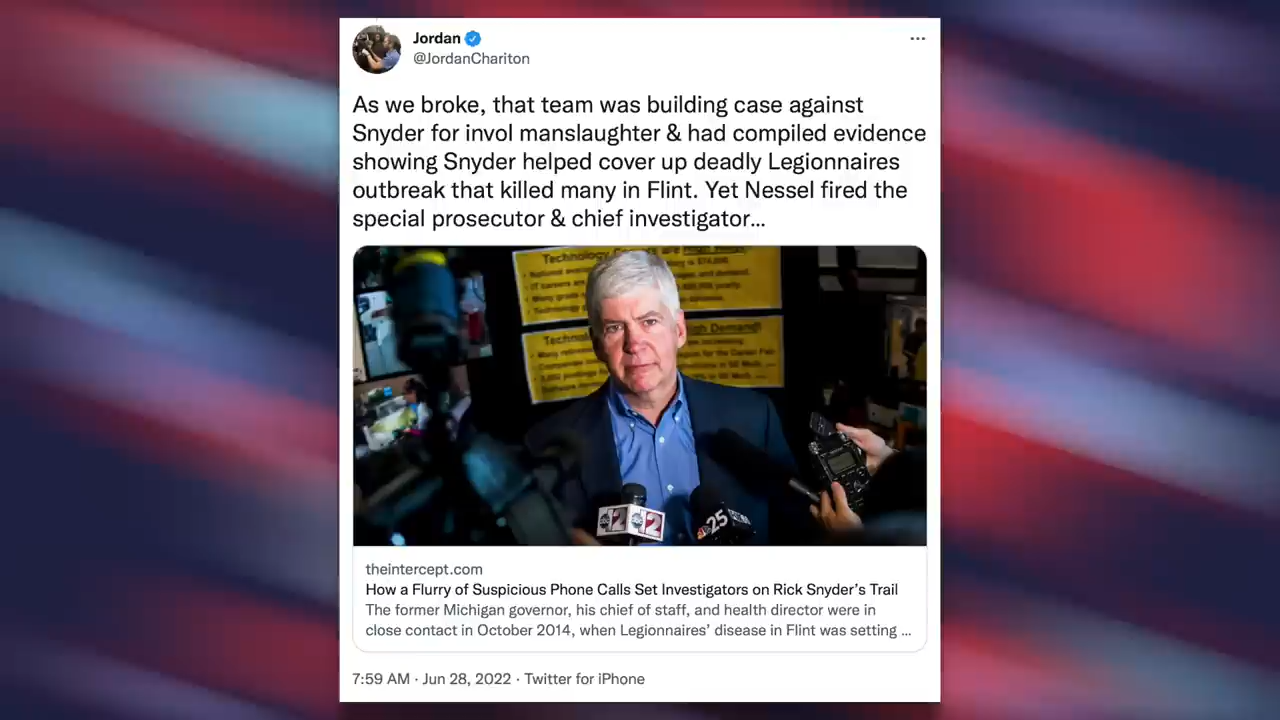 Jordan
@JordanChariton
As we broke, that team was building case against
Snyder for invol manslaughter & had compiled evidence
showing Snyder helped cover up deadly Legionnaires
outbreak that killed many in Flint. Yet Nessel fired the
special prosecutor & chief investigator...
High Demand!
12
25
theintercept.com
How a Flurry of Suspicious Phone Calls Set Investigators on Rick Snyder's Trail
The former Michigan governor, his chief of staff, and health director were in
close contact in October 2014, when Legionnaires' disease in Flint was setting ...
7:59 AM · Jun 28, 2022 · Twitter for iPhone